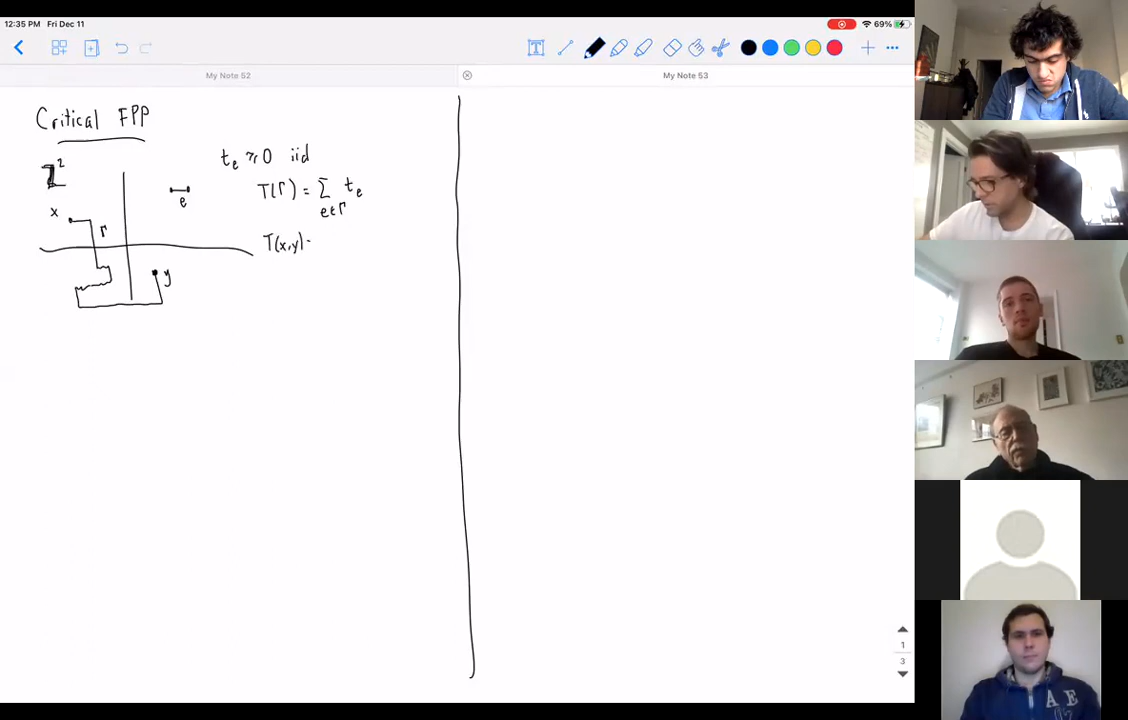 12:35 PM Fri Dec 11
69%
My Note 52
My Note 53
Critical FPP
ℤ²
t_e ≥ 0 iid
e
T(Γ) = Σ_{e∈Γ} t_e
x
Γ
T(x,y) =
y
1
3
A E